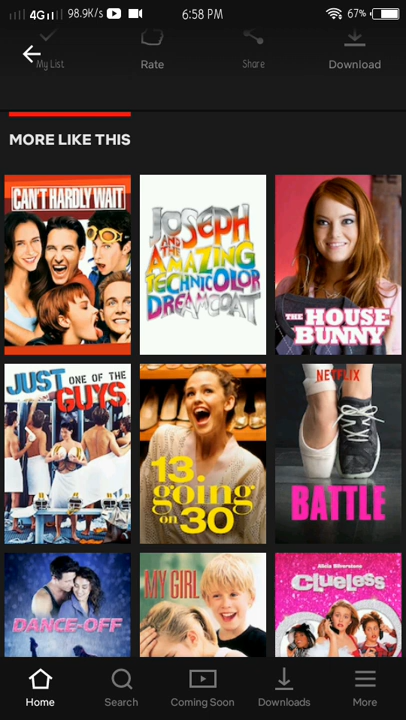 4G 98.9K/s 6:58 PM 67%
My List Rate Share Download
MORE LIKE THIS
CAN'T HARDLY WAIT
JOSEPH
AND THE
AMAZING
TECHNICOLOR
DREAMCOAT
THE HOUSE
BUNNY
JUST ONE OF THE
GUYS
13
going
on 30
NETFLIX
BATTLE
DANCE-OFF
MY GIRL
Alicia Silverstone
CLUELESS
Home Search Coming Soon Downloads More